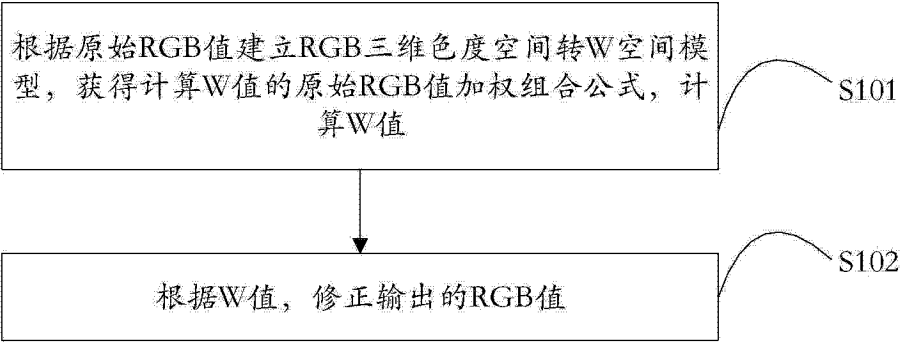 根据原始RGB值建立RGB三维色度空间转W空间模
型，获得计算W值的原始RGB值加权组合公式，计
算W值
S101
根据W值，修正输出的RGB值
S102